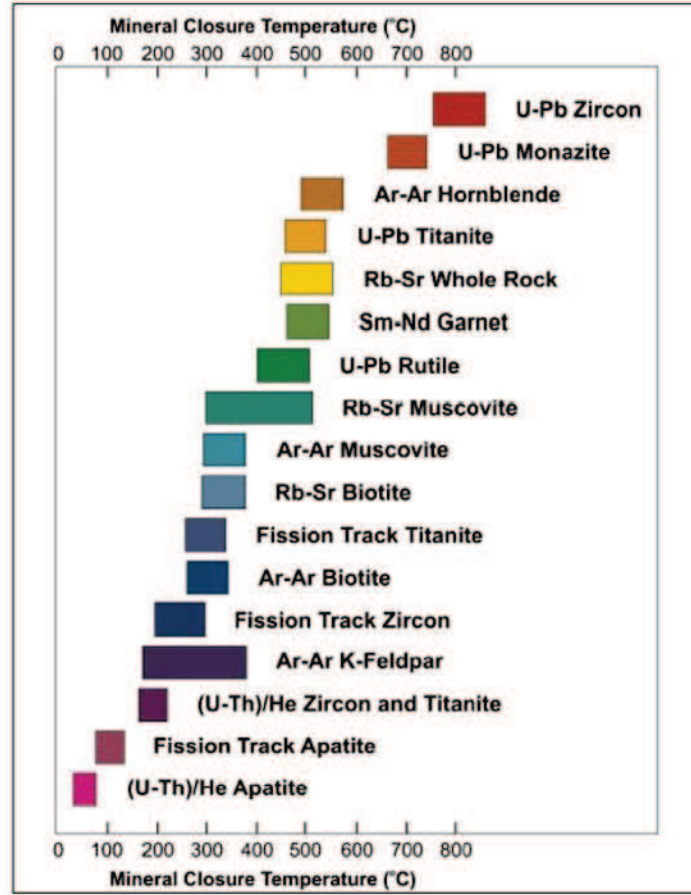 Mineral Closure Temperature (°C)
0 100 200 300 400 500 600 700 800
U-Pb Zircon
U-Pb Monazite
Ar-Ar Hornblende
U-Pb Titanite
Rb-Sr Whole Rock
Sm-Nd Garnet
U-Pb Rutile
Rb-Sr Muscovite
Ar-Ar Muscovite
Rb-Sr Biotite
Fission Track Titanite
Ar-Ar Biotite
Fission Track Zircon
Ar-Ar K-Feldpar
(U-Th)/He Zircon and Titanite
Fission Track Apatite
(U-Th)/He Apatite
0 100 200 300 400 500 600 700 800
Mineral Closure Temperature (°C)